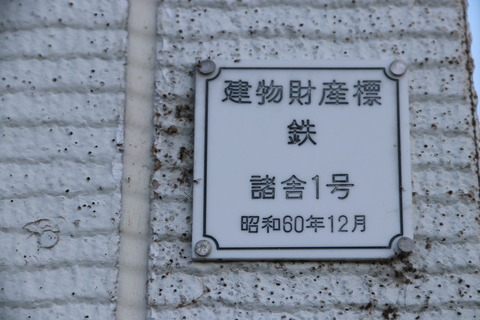 建物財産標
鉄
諸舎1号
昭和60年12月